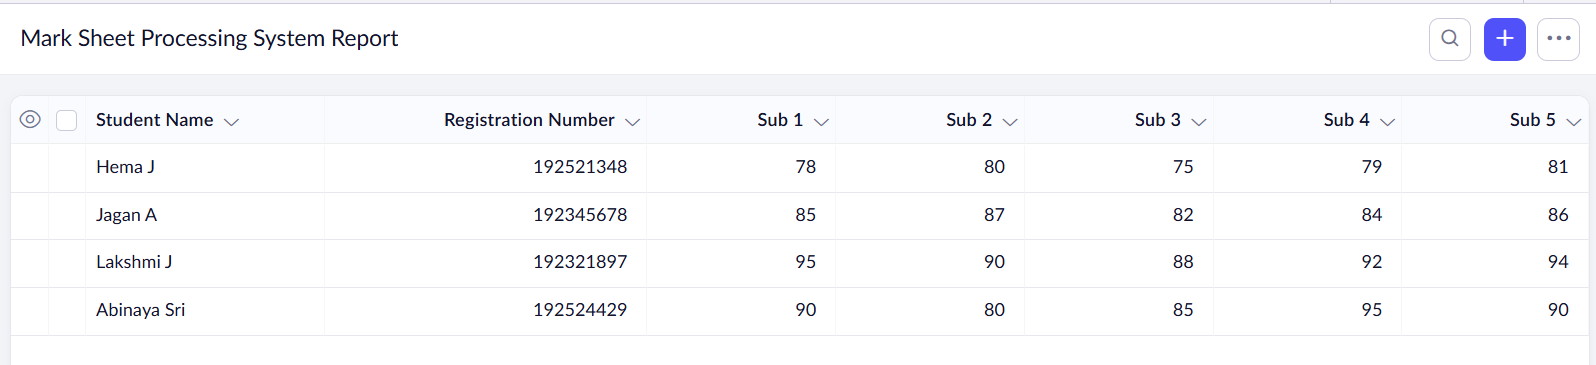 Mark Sheet Processing System Report
Student Name Registration Number Sub 1 Sub 2 Sub 3 Sub 4 Sub 5
Hema J 192521348 78 80 75 79 81
Jagan A 192345678 85 87 82 84 86
Lakshmi J 192321897 95 90 88 92 94
Abinaya Sri 192524429 90 80 85 95 90